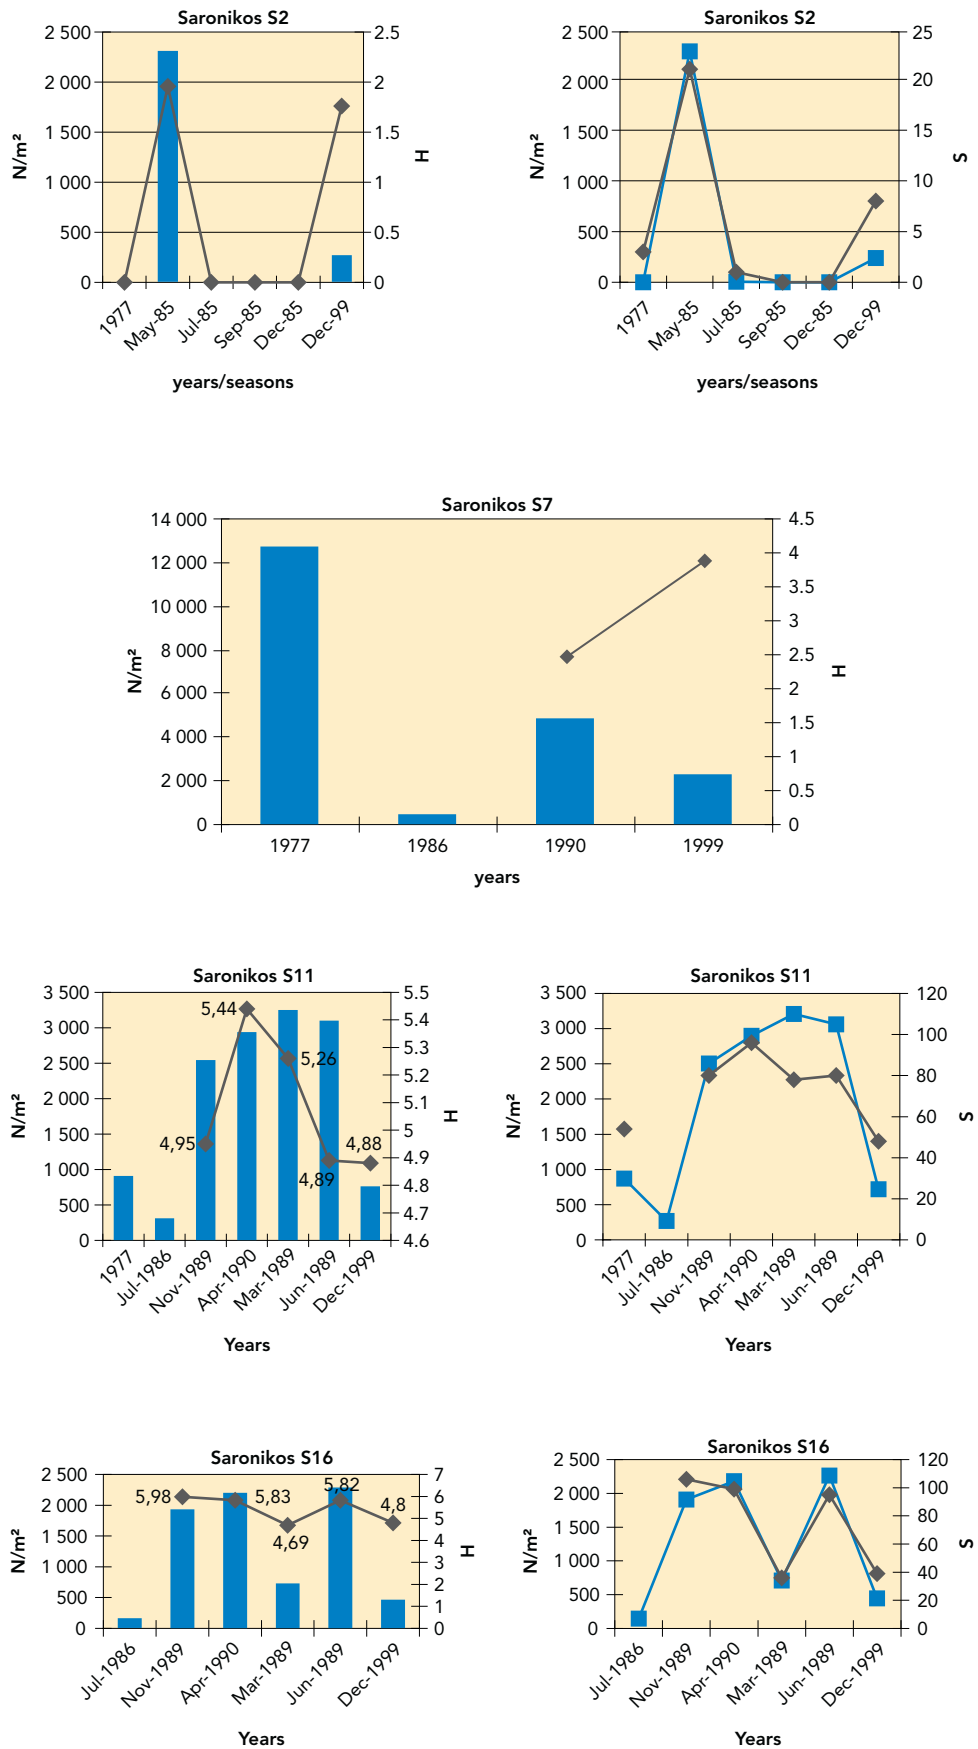 Saronikos S2
2 500
2 000
1 500
1 000
500
0
N/m²
2.5
2
1.5
1
0.5
0
H
1977
May-85
Jul-85
Sep-85
Dec-85
Dec-99
years/seasons
Saronikos S2
2 500
2 000
1 500
1 000
500
0
N/m²
25
20
15
10
5
0
S
1977
May-85
Jul-85
Sep-85
Dec-85
Dec-99
years/seasons
Saronikos S7
14 000
12 000
10 000
8 000
6 000
4 000
2 000
0
N/m²
4.5
4
3.5
3
2.5
2
1.5
1
0.5
0
H
1977
1986
1990
1999
years
Saronikos S11
3 500
3 000
2 500
2 000
1 500
1 000
500
0
N/m²
5,44
5,26
4,95
4,89
4,88
5.5
5.4
5.3
5.2
5.1
5
4.9
4.8
4.7
4.6
H
1977
Jul-1986
Nov-1989
Apr-1990
Mar-1989
Jun-1989
Dec-1999
Years
Saronikos S11
3 500
3 000
2 500
2 000
1 500
1 000
500
0
N/m²
120
100
80
60
40
20
0
S
1977
Jul-1986
Nov-1989
Apr-1990
Mar-1989
Jun-1989
Dec-1999
Years
Saronikos S16
2 500
2 000
1 500
1 000
500
0
N/m²
5,98
5,83
4,69
5,82
4,8
7
6
5
4
3
2
1
0
H
Jul-1986
Nov-1989
Apr-1990
Mar-1989
Jun-1989
Dec-1999
Years
Saronikos S16
2 500
2 000
1 500
1 000
500
0
N/m²
120
100
80
60
40
20
0
S
Jul-1986
Nov-1989
Apr-1990
Mar-1989
Jun-1989
Dec-1999
Years